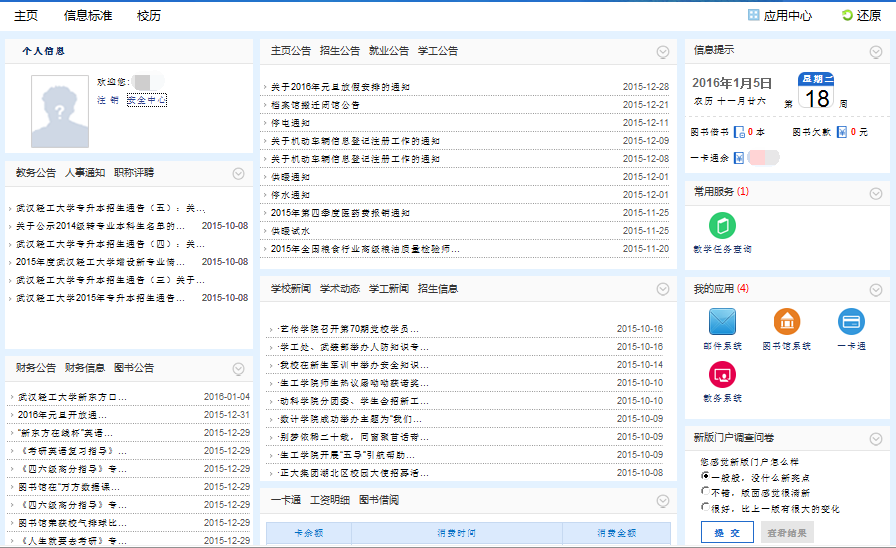 主页 信息标准 校历 应用中心 还原
个人信息
欢迎您:
注 销 安全中心
教务公告 人事通知 职称评聘
武汉轻工大学专升本招生通告（五）：关...
关于公示2014级转专业本科生名单的... 2015-10-08
武汉轻工大学专升本招生通告（四）：关...
2015年度武汉轻工大学增设新专业情... 2015-10-08
武汉轻工大学专升本招生通告（三）关于...
武汉轻工大学2015年专升本招生通告... 2015-10-08
财务公告 财务信息 图书公告
武汉轻工大学新东方口... 2016-01-04
2016年元旦开放通... 2015-12-31
"新东方在线杯"英语... 2015-12-29
《考研英语复习指导》... 2015-12-29
《四六级高分指导》专... 2015-12-29
图书馆在"万方数据课... 2015-12-29
《四六级高分指导》专... 2015-12-29
图书馆荣获校气排球比... 2015-12-29
《人生就要去考研》专... 2015-12-29
主页公告 招生公告 就业公告 学工公告
关于2016年元旦放假安排的通知 2015-12-28
档案馆搬迁闭馆公告 2015-12-21
停电通知 2015-12-11
关于机动车辆信息登记注册工作的通知 2015-12-09
关于机动车辆信息登记注册工作的通知 2015-12-08
供暖通知 2015-12-01
停水通知 2015-12-01
2015年第四季度医药费报销通知 2015-11-25
供暖试水 2015-11-25
2015年全国粮食行业高级粮油质量检验师... 2015-11-20
学校新闻 学术动态 学工新闻 招生信息
·艺传学院召开第70期党校学员... 2015-10-16
·学工处、武装部举办人防知识专... 2015-10-16
·我校在新生军训中举办安全知识... 2015-10-14
·生工学院师生热议屠呦呦获诺奖... 2015-10-10
·动科学院分团委、学生会招新工... 2015-10-10
·数计学院成功举办主题为"我们... 2015-10-09
·别梦依稀二十载，同窗聚首话衷... 2015-10-09
·生工学院开展"五导"引航帮助... 2015-10-09
·正大集团湖北区校园大使招募活... 2015-10-08
一卡通 工资明细 图书借阅
卡余额 消费时间 消费金额
信息提示
2016年1月5日
农历 十一月廿六
星期二
第 18 周
图书借书 0 本 图书欠款 0 元
一卡通余
常用服务 (1)
教学任务查询
我的应用 (4)
邮件系统 图书馆系统 一卡通
教务系统
新版门户调查问卷
您感觉新版门户怎么样
一般般，没什么新亮点
不错，版面感觉很清新
很好，比上一版有很大的变化
提 交 查看结果